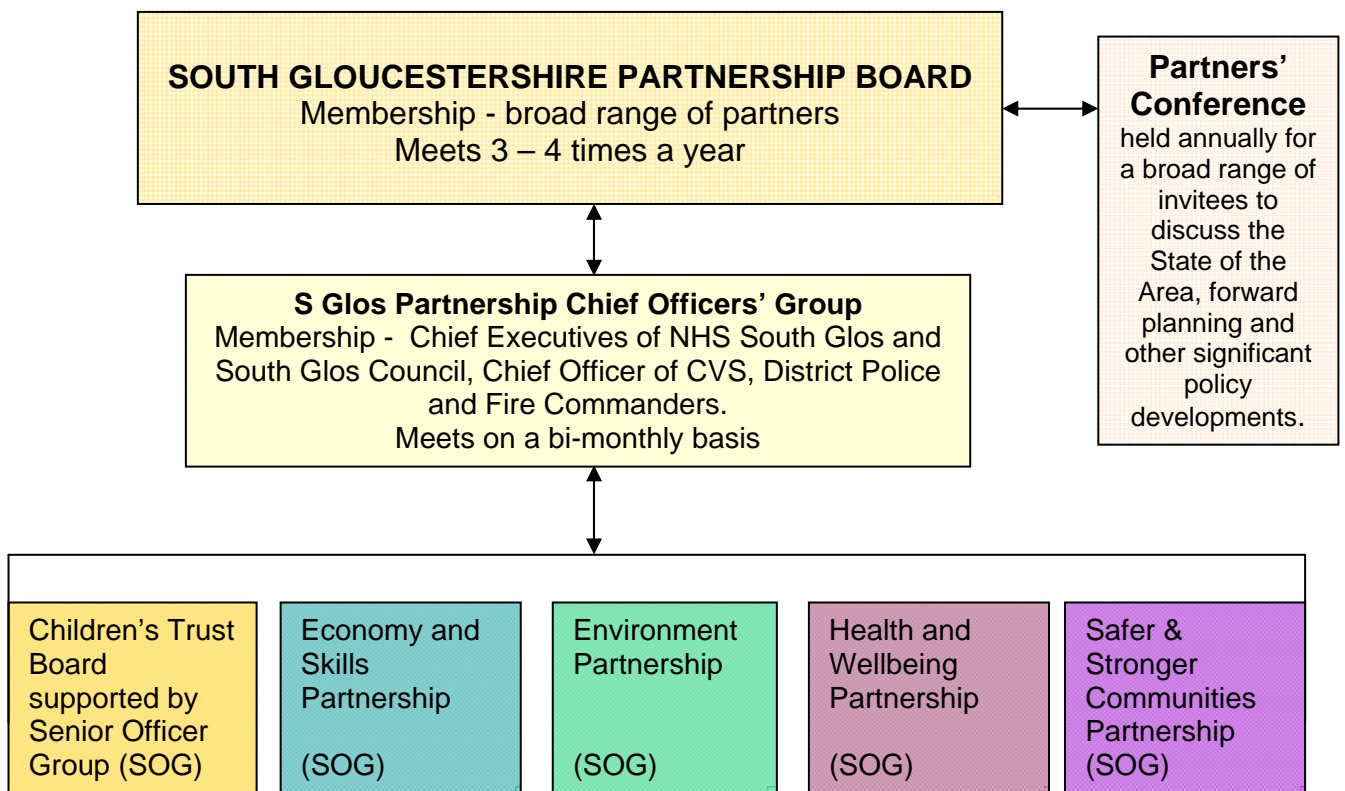 SOUTH GLOUCESTERSHIRE PARTNERSHIP BOARD
Membership - broad range of partners
Meets 3 – 4 times a year
Partners’
Conference
held annually for
a broad range of
invitees to
discuss the
State of the
Area, forward
planning and
other significant
policy
developments.
S Glos Partnership Chief Officers’ Group
Membership - Chief Executives of NHS South Glos and
South Glos Council, Chief Officer of CVS, District Police
and Fire Commanders.
Meets on a bi-monthly basis
Children’s Trust
Board
supported by
Senior Officer
Group (SOG)
Economy and
Skills
Partnership
(SOG)
Environment
Partnership
(SOG)
Health and
Wellbeing
Partnership
(SOG)
Safer &
Stronger
Communities
Partnership
(SOG)